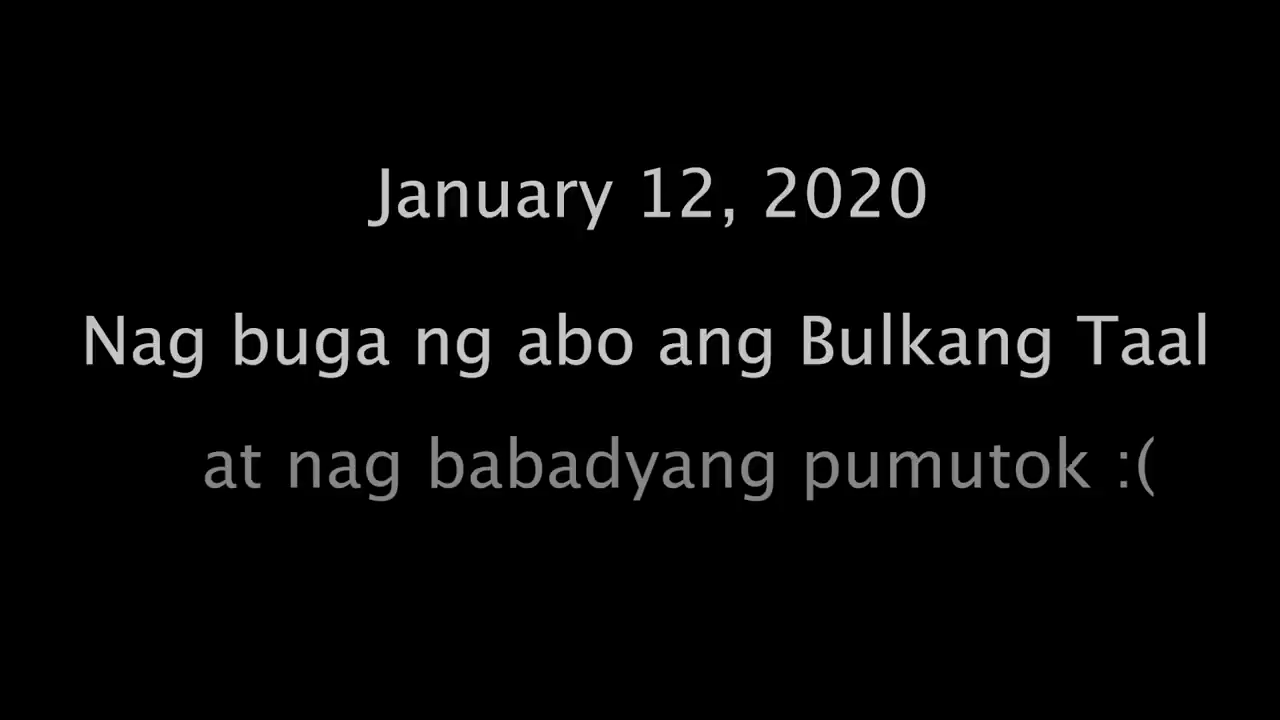 January 12, 2020
Nag buga ng abo ang Bulkang Taal
at nag babadyang pumutok :(